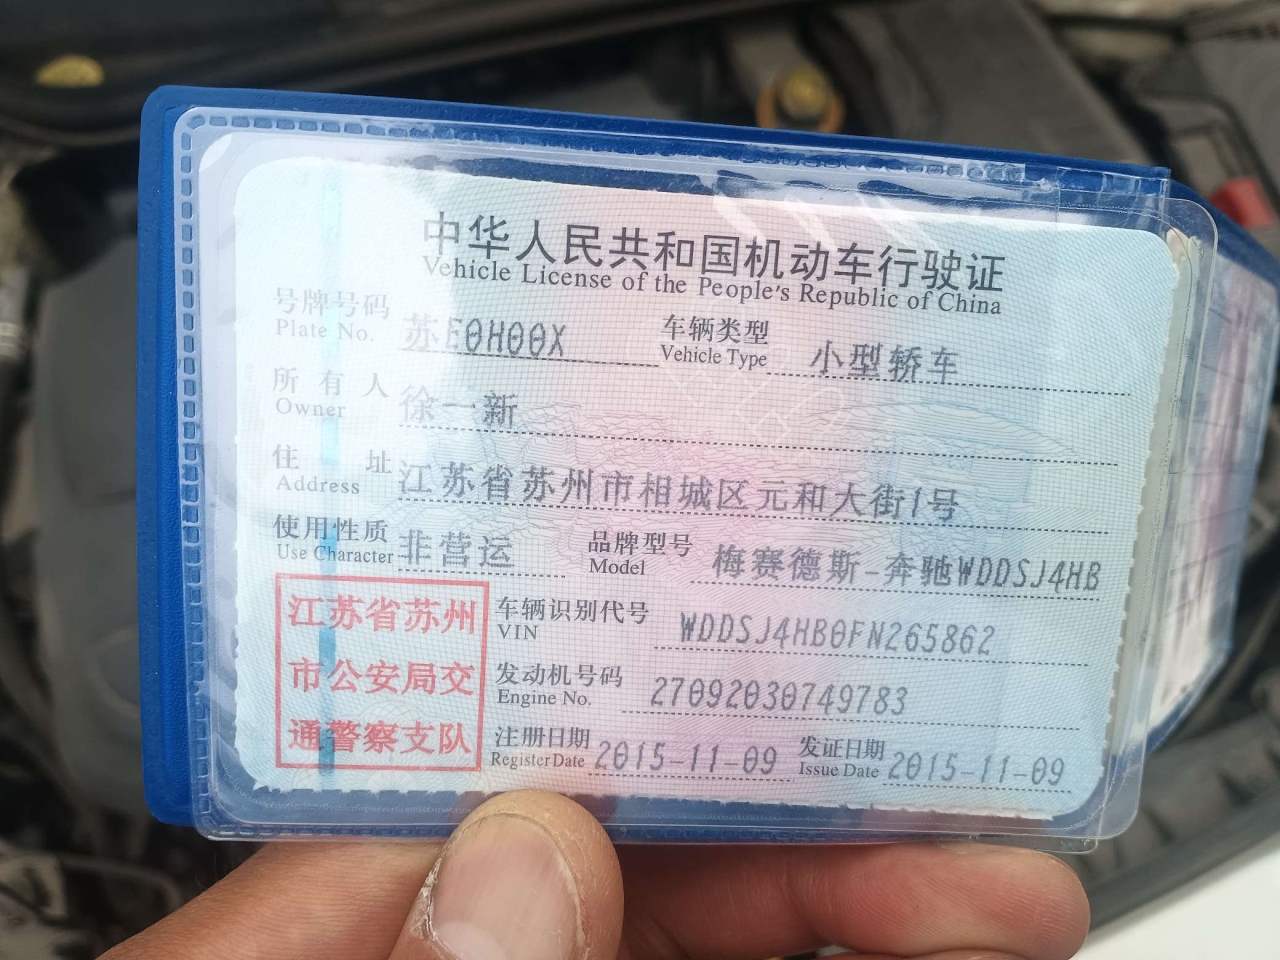 中华人民共和国机动车行驶证
Vehicle License of the People's Republic of China
号牌号码 苏E0H00X 车辆类型 小型轿车
Plate No. Vehicle Type
所有人 徐一新
Owner
住址 江苏省苏州市相城区元和大街1号
Address
使用性质 非营运 品牌型号 梅赛德斯-奔驰WDDSJ4HB
Use Character Model
江苏省苏州
市公安局交
通警察支队
车辆识别代号 WDDSJ4HB0FN265862
VIN
发动机号码 27092030749783
Engine No.
注册日期 2015-11-09 发证日期 2015-11-09
Register Date Issue Date